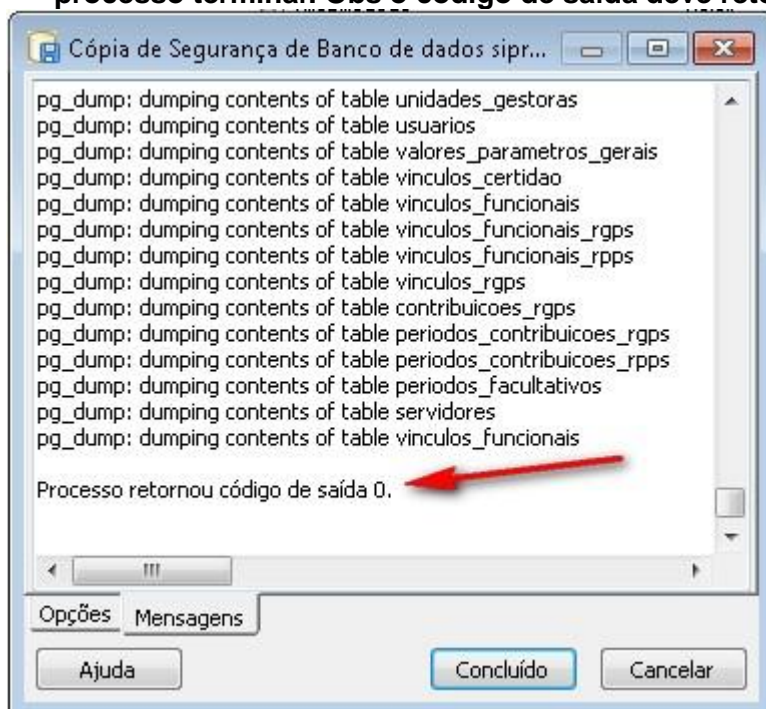 Cópia de Segurança de Banco de dados sipr...
pg_dump: dumping contents of table unidades_gestoras
pg_dump: dumping contents of table usuarios
pg_dump: dumping contents of table valores_parametros_gerais
pg_dump: dumping contents of table vinculos_certidao
pg_dump: dumping contents of table vinculos_funcionais
pg_dump: dumping contents of table vinculos_funcionais_rgps
pg_dump: dumping contents of table vinculos_funcionais_rpps
pg_dump: dumping contents of table vinculos_rgps
pg_dump: dumping contents of table contribuicoes_rgps
pg_dump: dumping contents of table periodos_contribuicoes_rgps
pg_dump: dumping contents of table periodos_contribuicoes_rpps
pg_dump: dumping contents of table periodos_facultativos
pg_dump: dumping contents of table servidores
pg_dump: dumping contents of table vinculos_funcionais
Processo retornou código de saída 0.
Opções Mensagens
Ajuda Concluído Cancelar